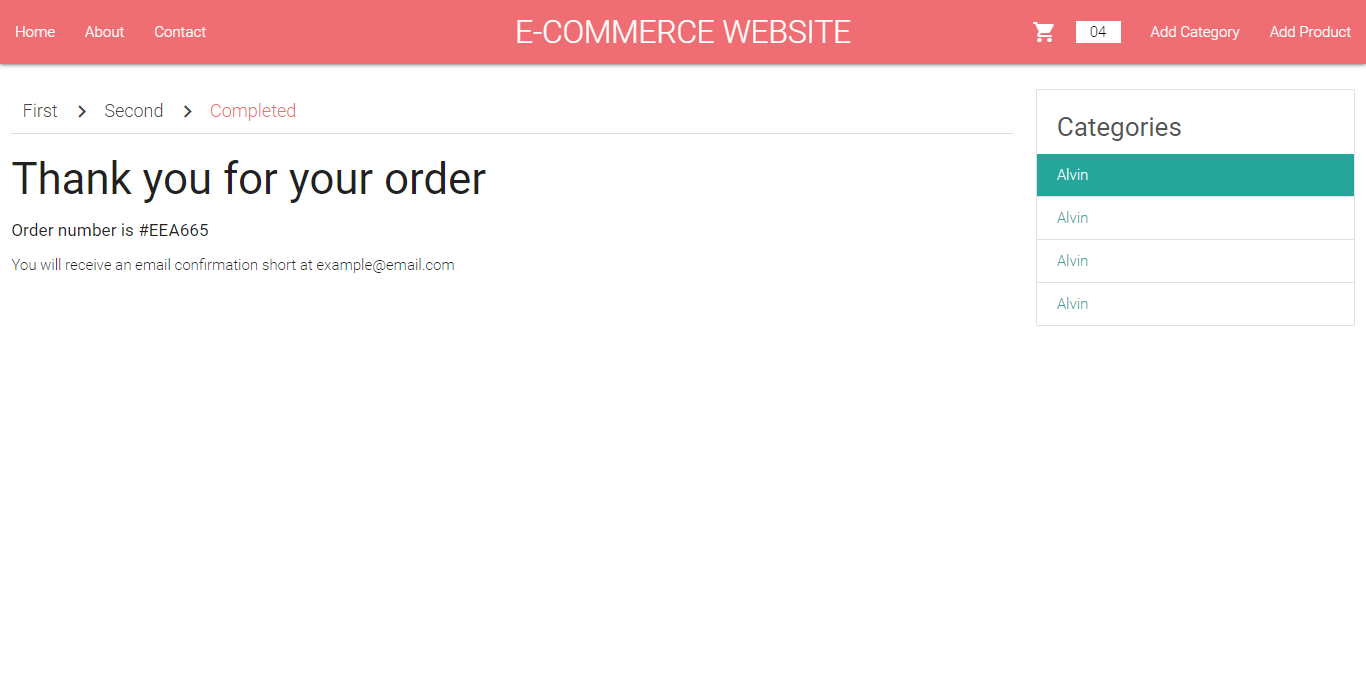 Home About Contact E-COMMERCE WEBSITE 04 Add Category Add Product
First Second Completed
Thank you for your order
Order number is #EEA665
You will receive an email confirmation short at example@email.com
Categories
Alvin
Alvin
Alvin
Alvin